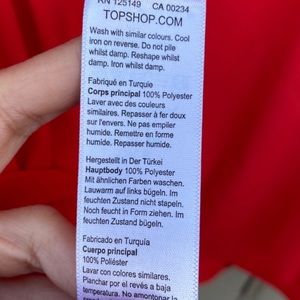 RN 125149 CA 00234
TOPSHOP.COM
Wash with similar colours. Cool
iron on reverse. Do not pile
whilst damp. Reshape whilst
damp. Iron whilst damp.
Fabriqué en Turquie
Corps principal 100% Polyester
Laver avec des couleurs
similaires. Repasser à fer doux
sur l'envers. Ne pas empiler
humide. Remettre en forme
humide. Repasser humide.
Hergestellt in Der Türkei
Hauptbody 100% Polyester
Mit ähnlichen Farben waschen.
Lauwarm auf links bügeln. Im
feuchten Zustand nicht stapeln.
Noch feucht in Form ziehen. Im
feuchten Zustand bügeln.
Fabricado en Turquía
Cuerpo principal
100% Poliéster
Lavar con colores similares.
Planchar por el revés a baja
temperatura. No amontonar la